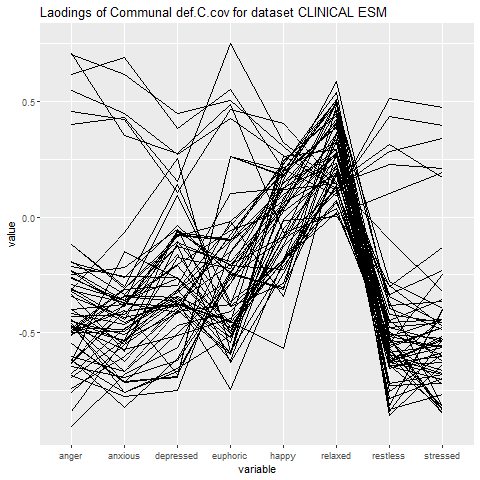 Laodings of Communal def.C.cov for dataset CLINICAL ESM
0.5
0.0
-0.5
value
anger anxious depressed euphoric happy relaxed restless stressed
variable